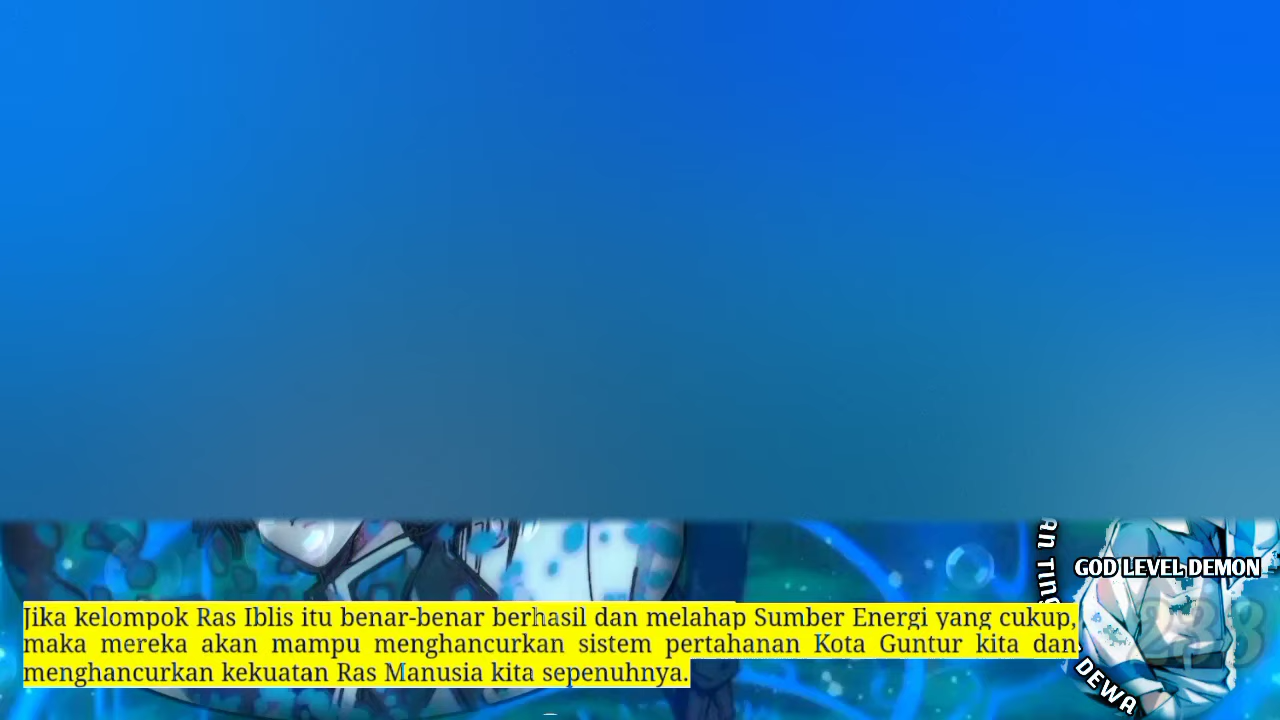 GOD LEVEL DEMON
233
Jika kelompok Ras Iblis itu benar-benar berhasil dan melahap Sumber Energi yang cukup,
maka mereka akan mampu menghancurkan sistem pertahanan Kota Guntur kita dan
menghancurkan kekuatan Ras Manusia kita sepenuhnya.
DEWA